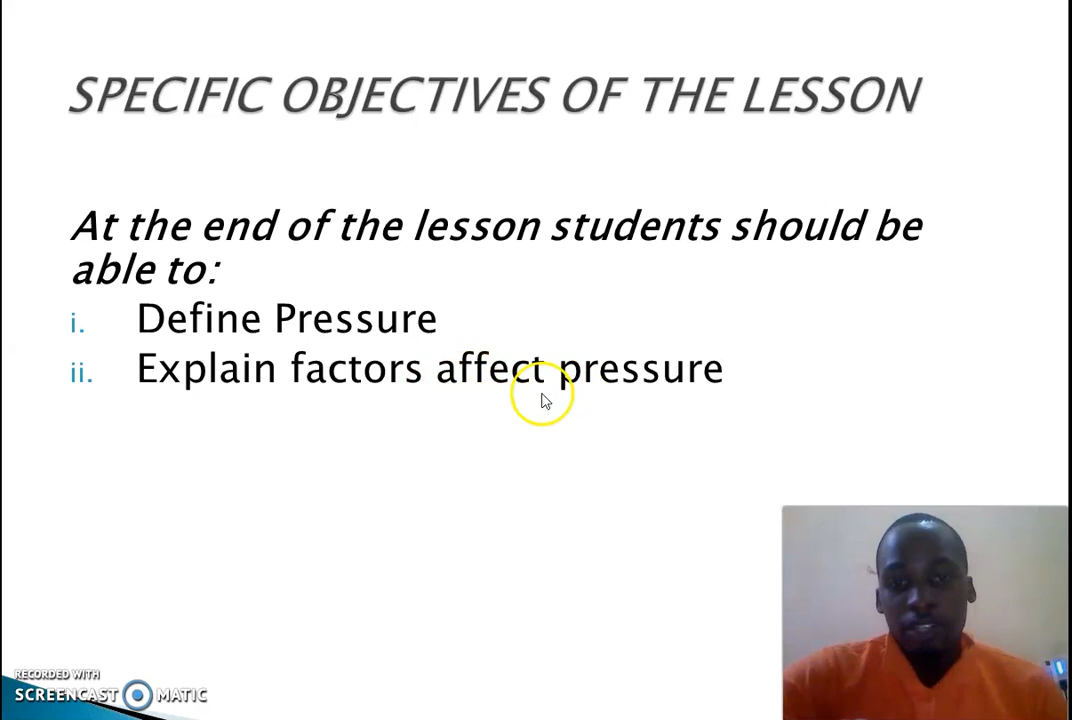 SPECIFIC OBJECTIVES OF THE LESSON
At the end of the lesson students should be
able to:
i. Define Pressure
ii. Explain factors affect pressure
RECORDED WITH
SCREENCAST MATIC